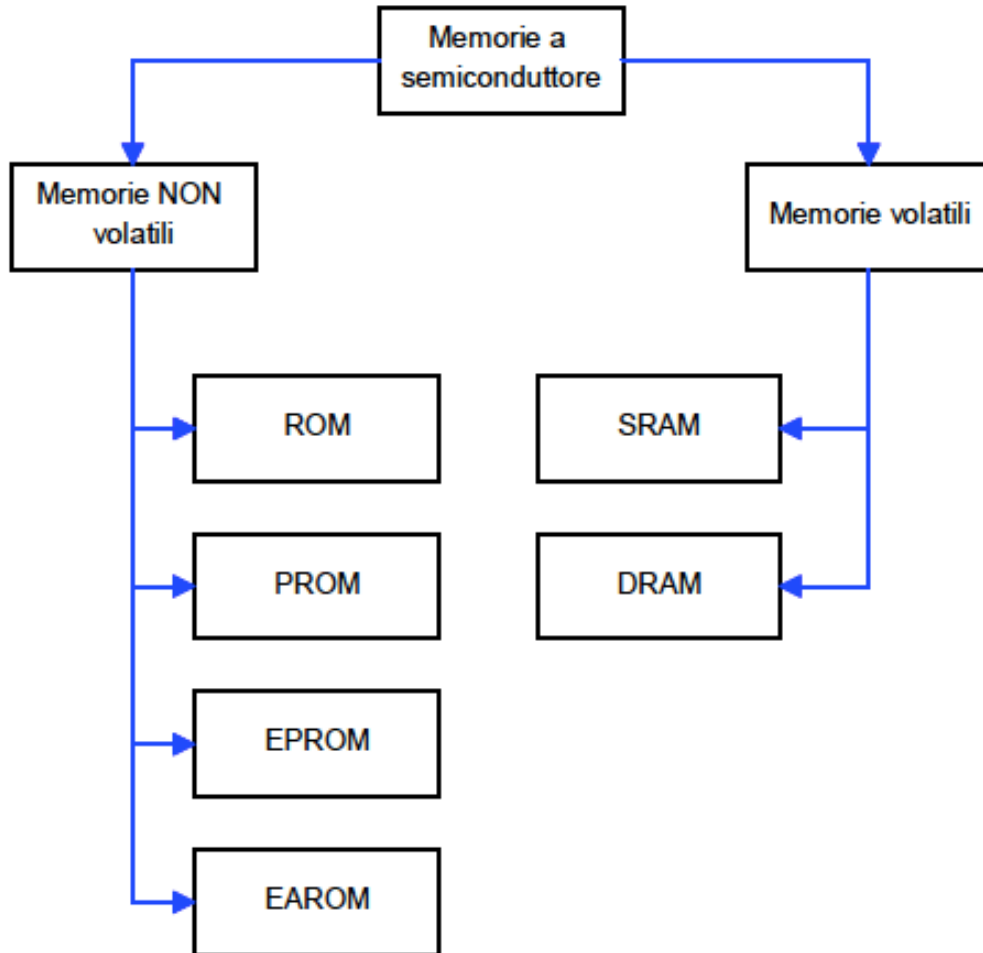 Memorie a
semiconduttore
Memorie NON
volatili
Memorie volatili
ROM
SRAM
PROM
DRAM
EPROM
EAROM